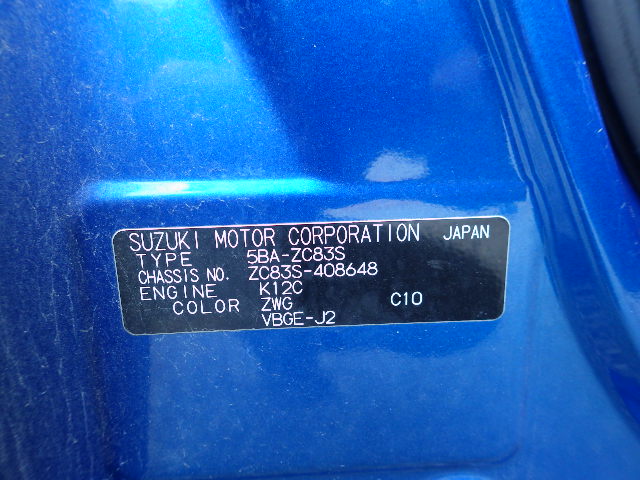 SUZUKI MOTOR CORPORATION JAPAN
TYPE 5BA-ZC83S
CHASSIS NO. ZC83S-408648
ENGINE K12C
COLOR ZWG C10
VBGE-J2